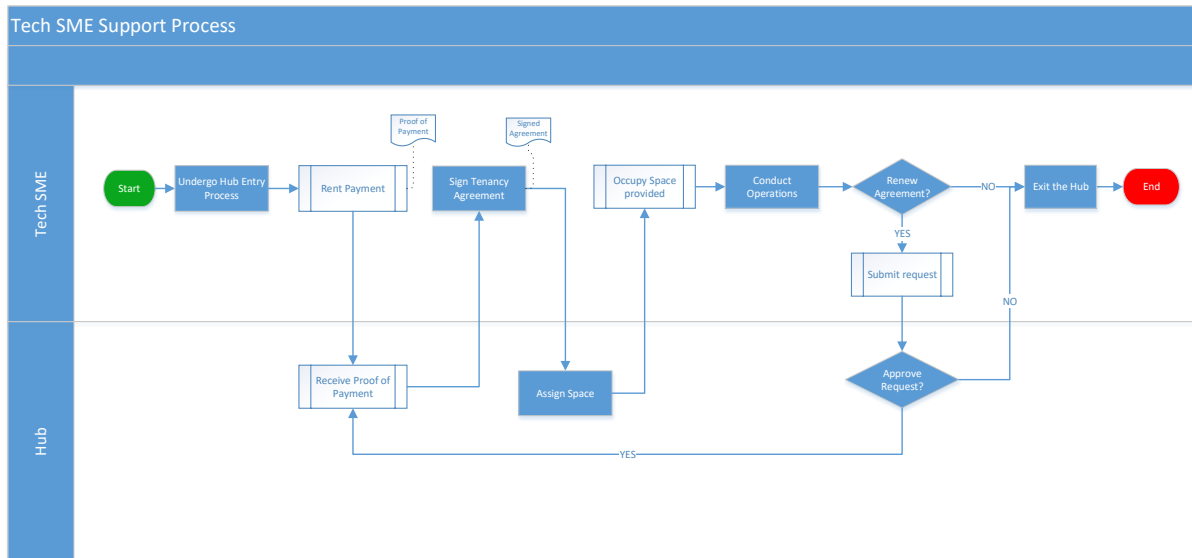 Tech SME Support Process
Tech SME
Proof of
Payment
Signed
Agreement
Start
Undergo Hub Entry
Process
Rent Payment
Sign Tenancy
Agreement
Occupy Space
provided
Conduct
Operations
Renew
Agreement?
NO
Exit the Hub
End
YES
Submit request
NO
Hub
Receive Proof of
Payment
Assign Space
Approve
Request?
YES